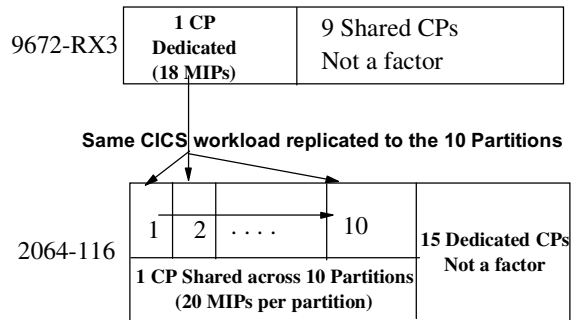 9672-RX3
1 CP
Dedicated
(18 MIPs)
9 Shared CPs
Not a factor
Same CICS workload replicated to the 10 Partitions
2064-116
1
2
. . . .
10
1 CP Shared across 10 Partitions
(20 MIPs per partition)
15 Dedicated CPs
Not a factor